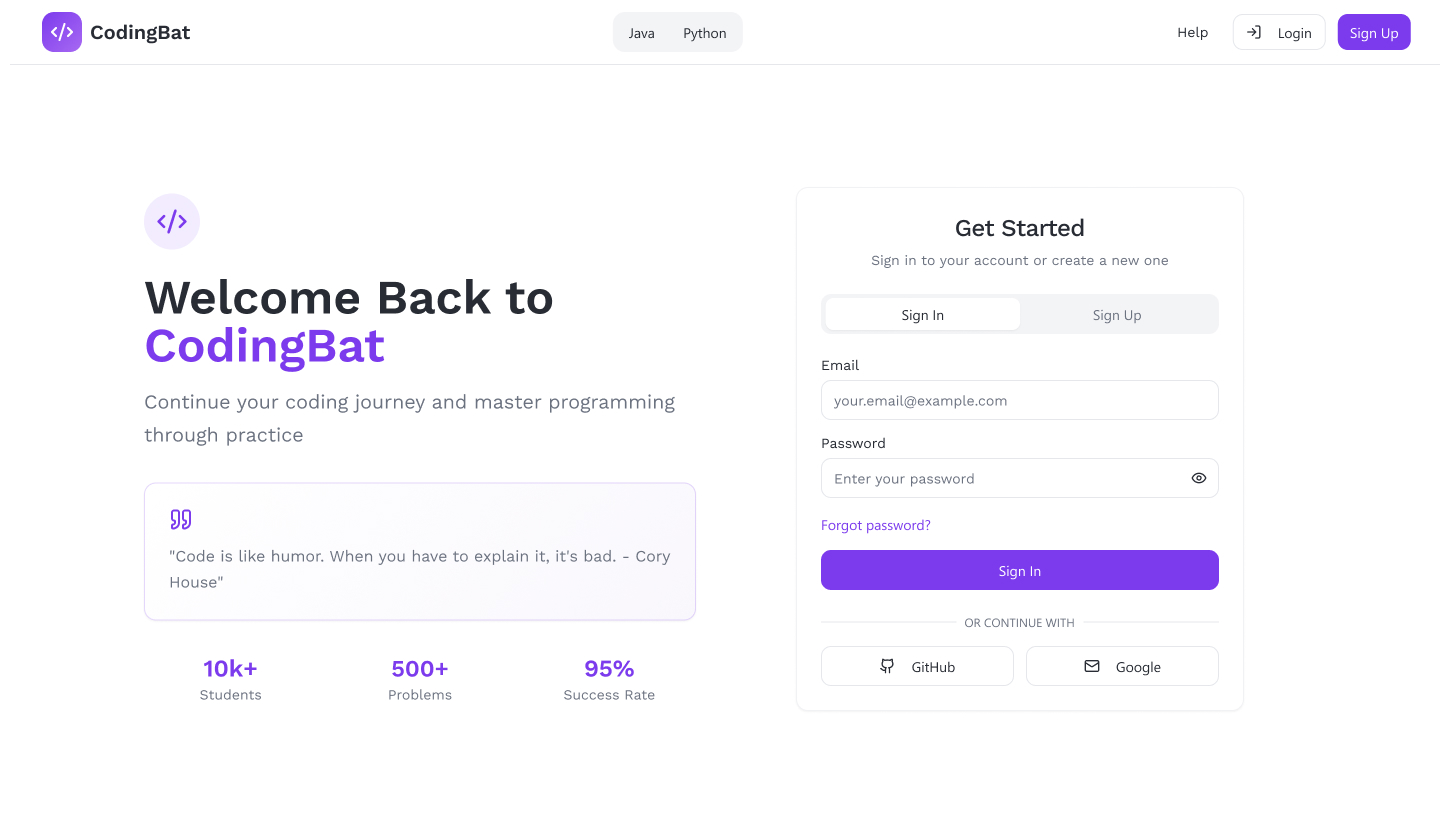 CodingBat
Java
Python
Help
Login
Sign Up
Welcome Back to
CodingBat
Continue your coding journey and master programming
through practice
"Code is like humor. When you have to explain it, it's bad. - Cory
House"
10k+
Students
500+
Problems
95%
Success Rate
Get Started
Sign in to your account or create a new one
Sign In
Sign Up
Email
your.email@example.com
Password
Enter your password
Forgot password?
Sign In
OR CONTINUE WITH
GitHub
Google